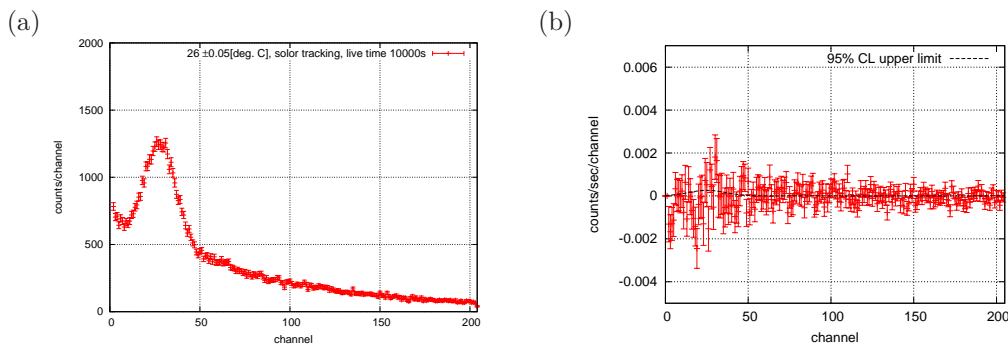 (a)
26 ±0.05[deg. C], solor tracking, live time 10000s
counts/channel
2000
1500
1000
500
0
0 50 100 150 200
channel
(b)
95% CL upper limit
counts/sec/channel
0.006
0.004
0.002
0
-0.002
-0.004
0 50 100 150 200
channel